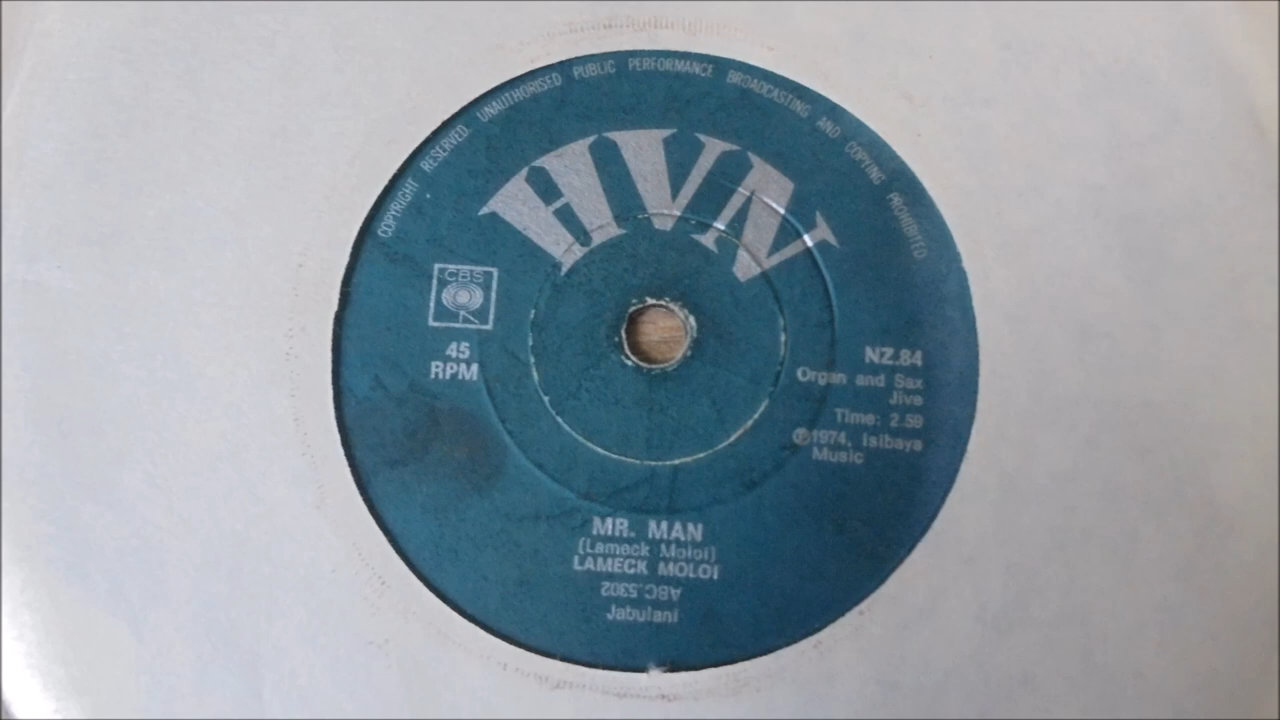 COPYRIGHT RESERVED. UNAUTHORISED PUBLIC PERFORMANCE BROADCASTING AND COPYING PROHIBITED
HVN
CBS
45
RPM
NZ.84
Organ and Sax
Jive
Time: 2.59
℗1974, Isibaya
Music
MR. MAN
(Lameck Moloi)
LAMECK MOLOI
ABC.5302
Jabulani